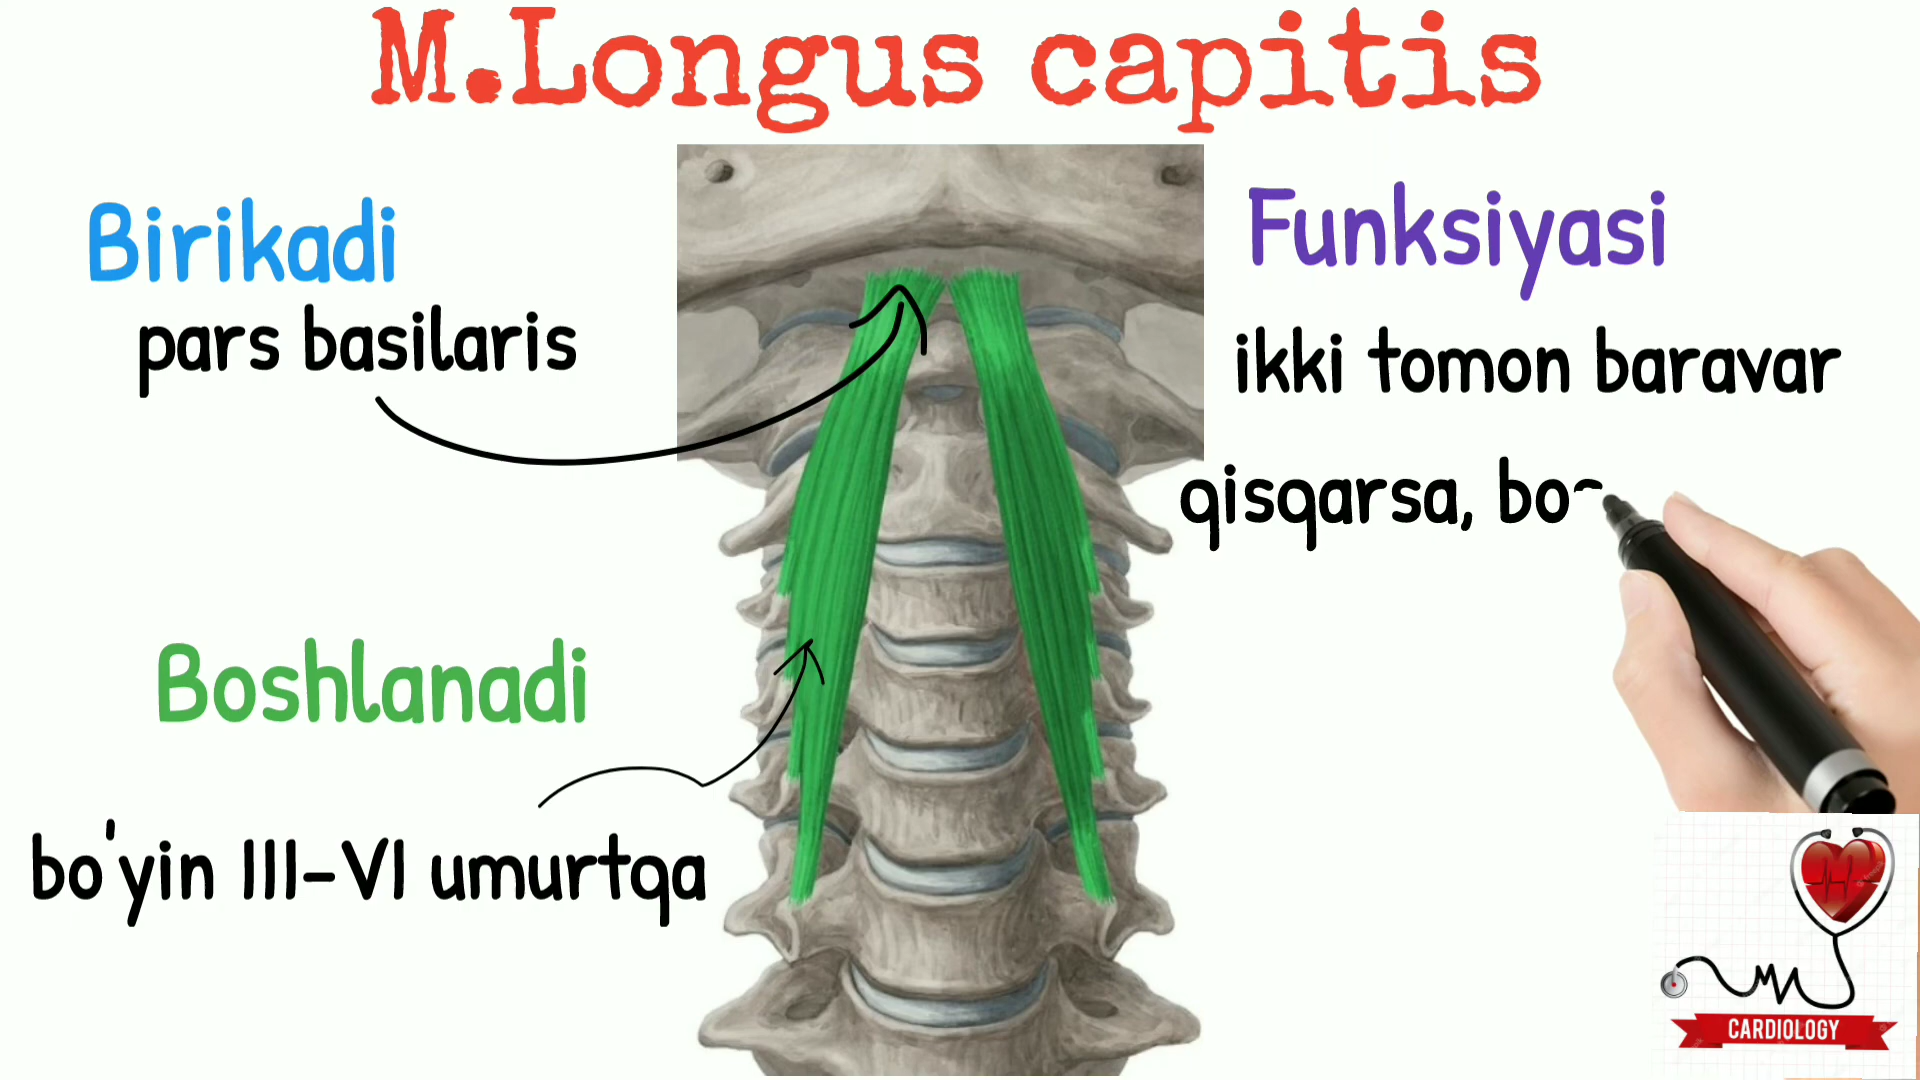 M.Longus capitis
Birikadi
pars basilaris
Boshlanadi
bo'yin III-VI umurtqa
Funksiyasi
ikki tomon baravar
qisqarsa,
CARDIOLOGY